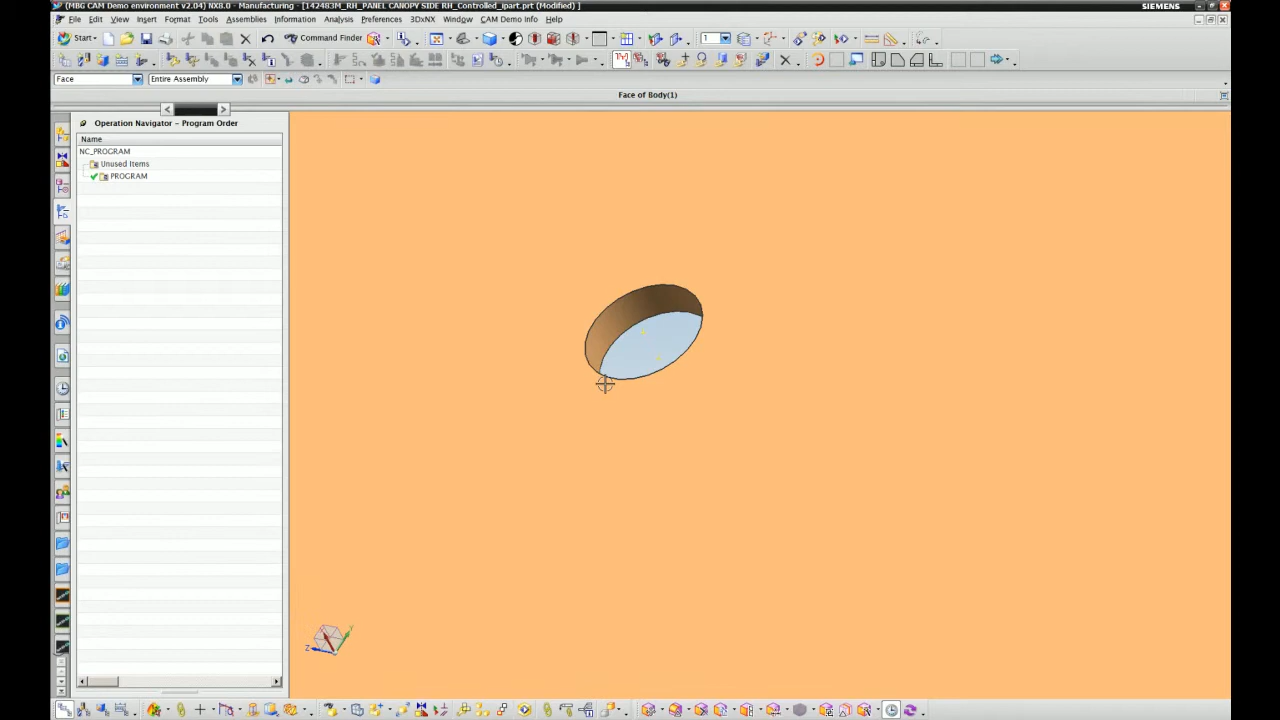 (MBG CAM Demo environment v2.04) NX8.0 - Manufacturing - [142483M_RH_PANEL CANOPY SIDE RH_Controlled_ipart.prt (Modified) ]
SIEMENS
File Edit View Insert Format Tools Assemblies Information Analysis Preferences 3DxNX Window CAM Demo Info Help
Start Command Finder 1
Face Entire Assembly
Face of Body(1)
Operation Navigator - Program Order
Name
NC_PROGRAM
Unused Items
PROGRAM
Y
Z